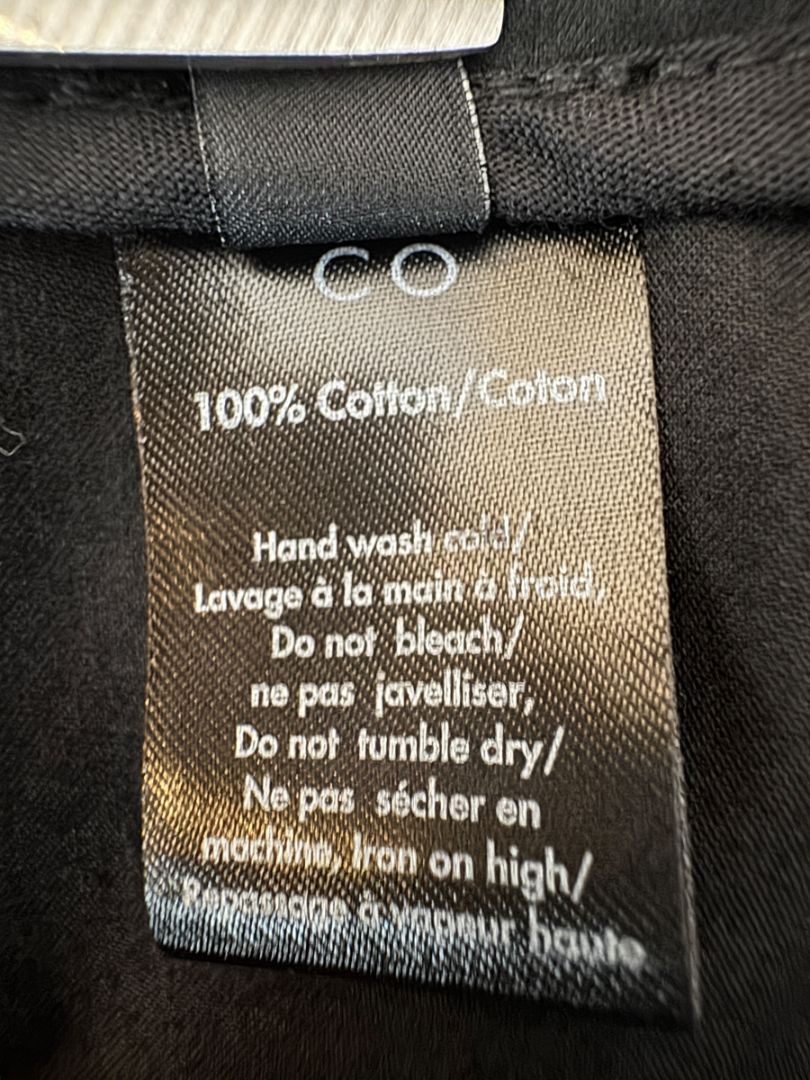 CO
100% Cotton/Coton
Hand wash cold/
Lavage à la main à froid,
Do not bleach/
ne pas javelliser,
Do not tumble dry/
Ne pas sécher en
machine, Iron on high/
Repassage à vapeur haute